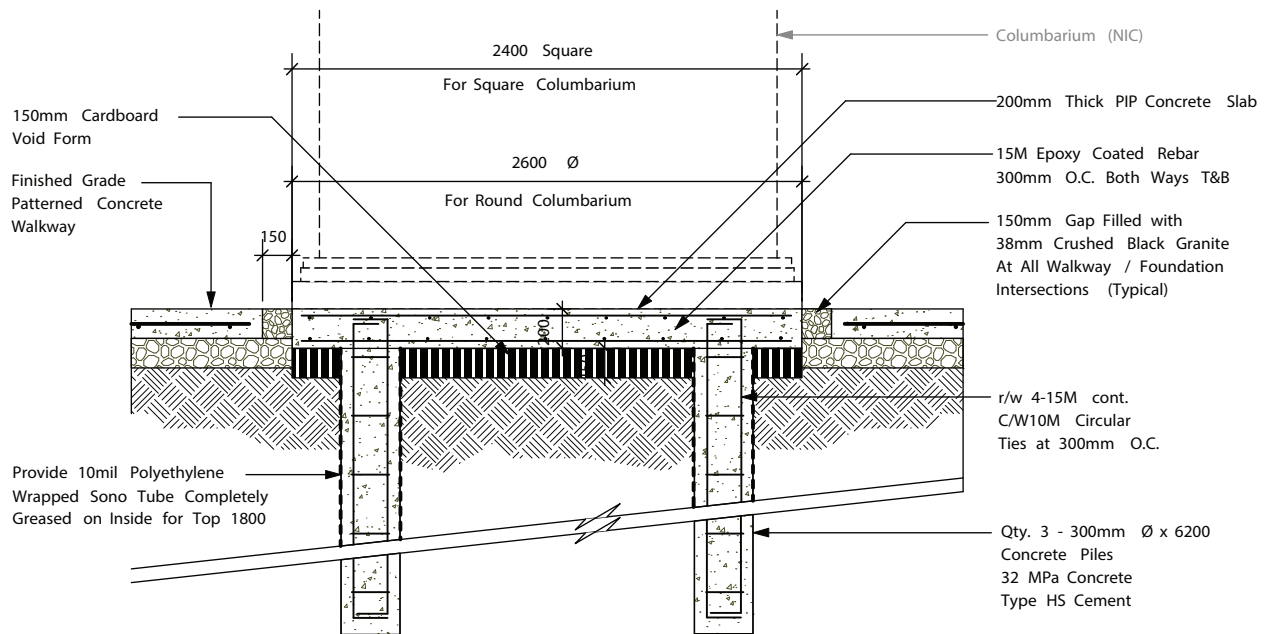 Columbarium (NIC)
2400 Square
For Square Columbarium
150mm Cardboard
Void Form
200mm Thick PIP Concrete Slab
15M Epoxy Coated Rebar
300mm O.C. Both Ways T&B
2600 Ø
For Round Columbarium
Finished Grade
Patterned Concrete
Walkway
150
150mm Gap Filled with
38mm Crushed Black Granite
At All Walkway / Foundation
Intersections (Typical)
r/w 4-15M cont.
C/W10M Circular
Ties at 300mm O.C.
Provide 10mil Polyethylene
Wrapped Sono Tube Completely
Greased on Inside for Top 1800
Qty. 3 - 300mm Ø x 6200
Concrete Piles
32 MPa Concrete
Type HS Cement